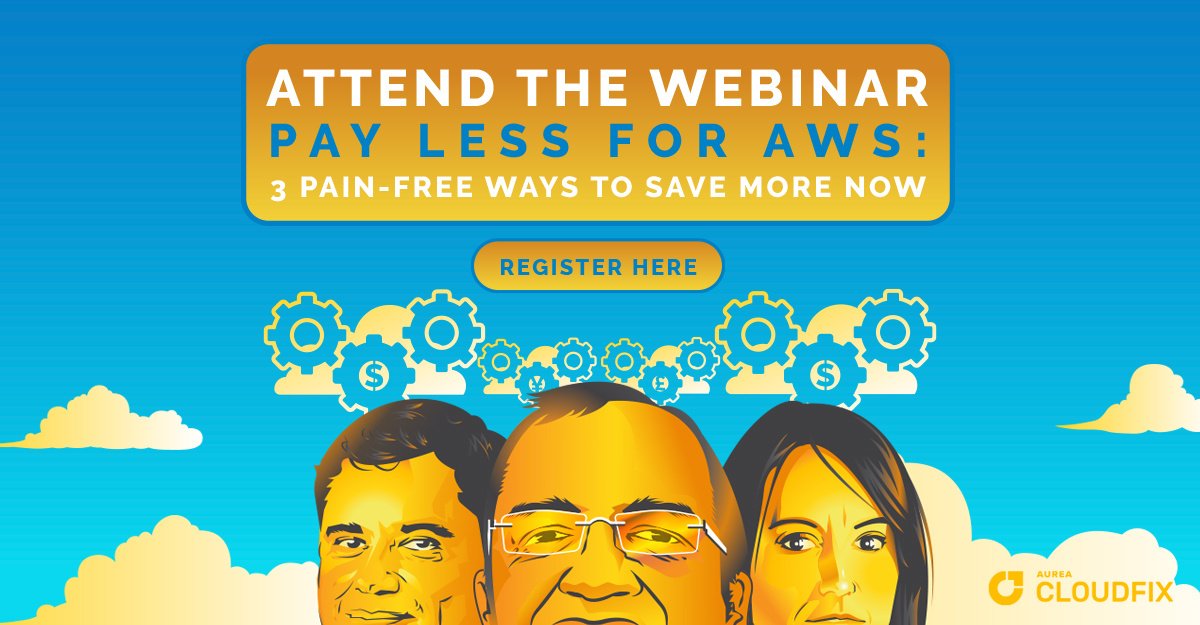 ATTEND THE WEBINAR
PAY LESS FOR AWS:
3 PAIN-FREE WAYS TO SAVE MORE NOW
REGISTER HERE
$
¥
£
$
AUREA
CLOUDFIX